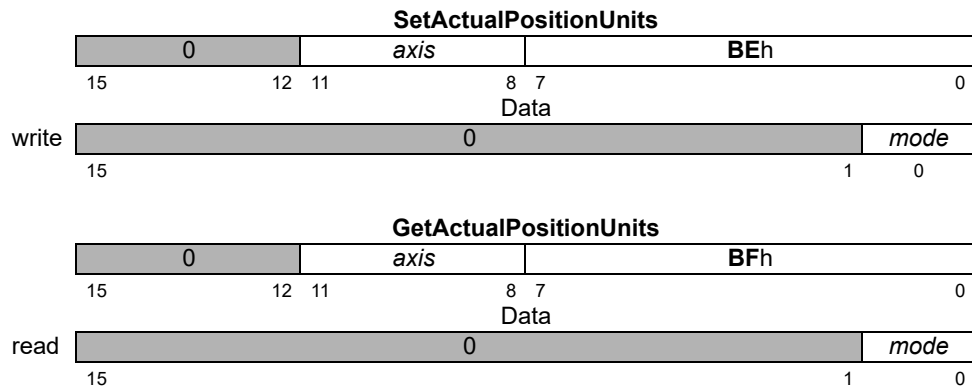 SetActualPositionUnits
0 axis BEh
15 12 11 8 7 0
Data
write 0 mode
15 1 0
GetActualPositionUnits
0 axis BFh
15 12 11 8 7 0
Data
read 0 mode
15 1 0